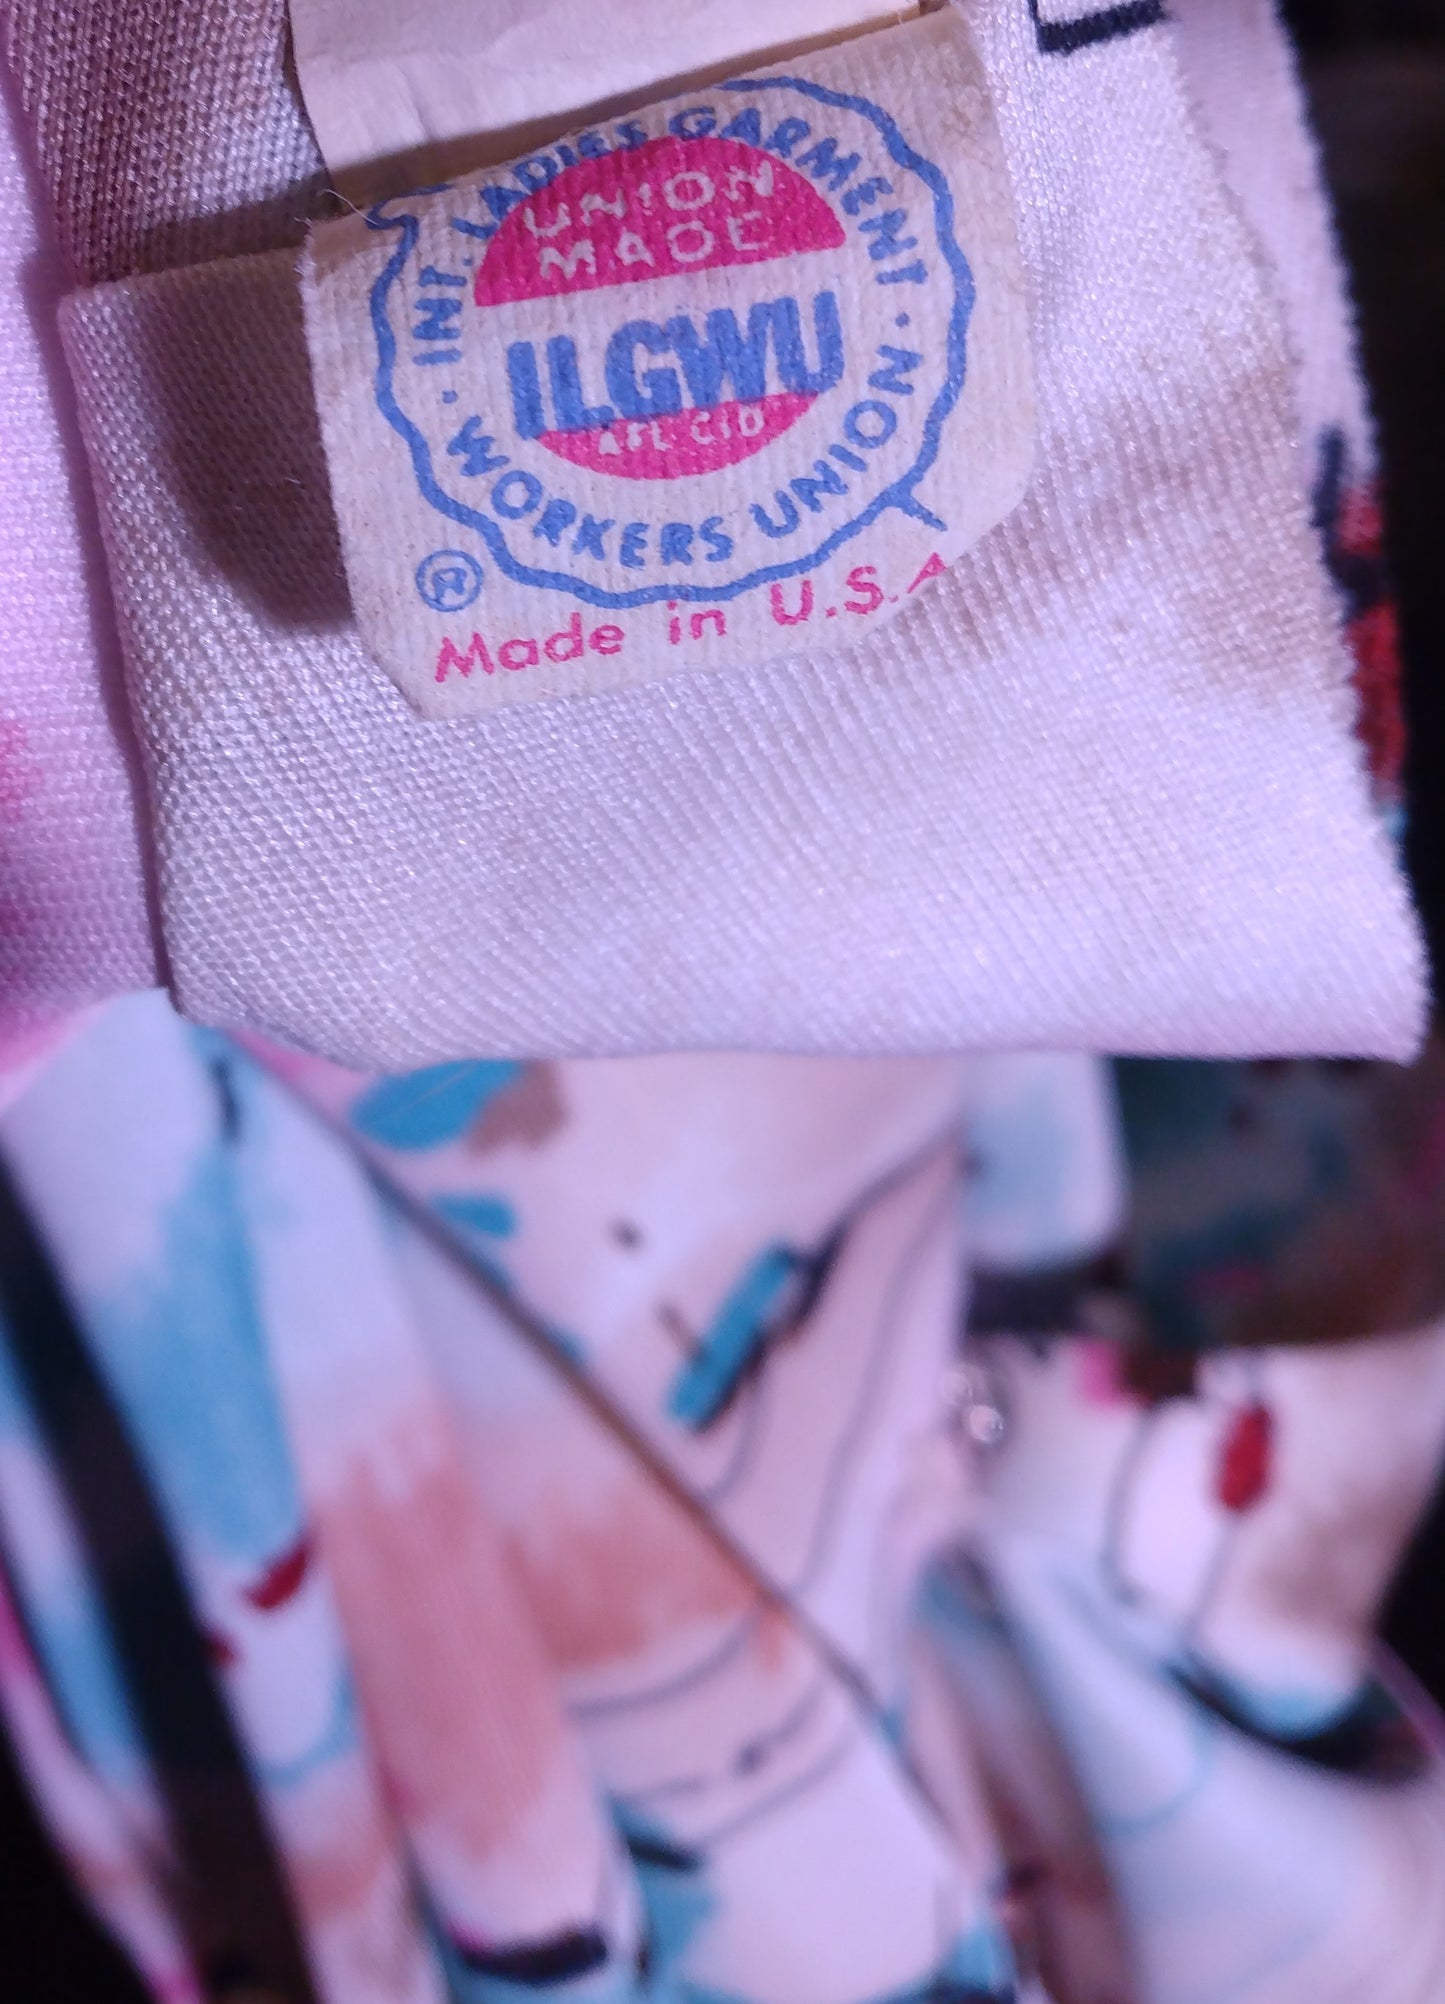 INT. LADIES GARMENT
UNION
MADE
ILGWU
AFL·CIO
· WORKERS UNION ·
®
Made in U.S.A